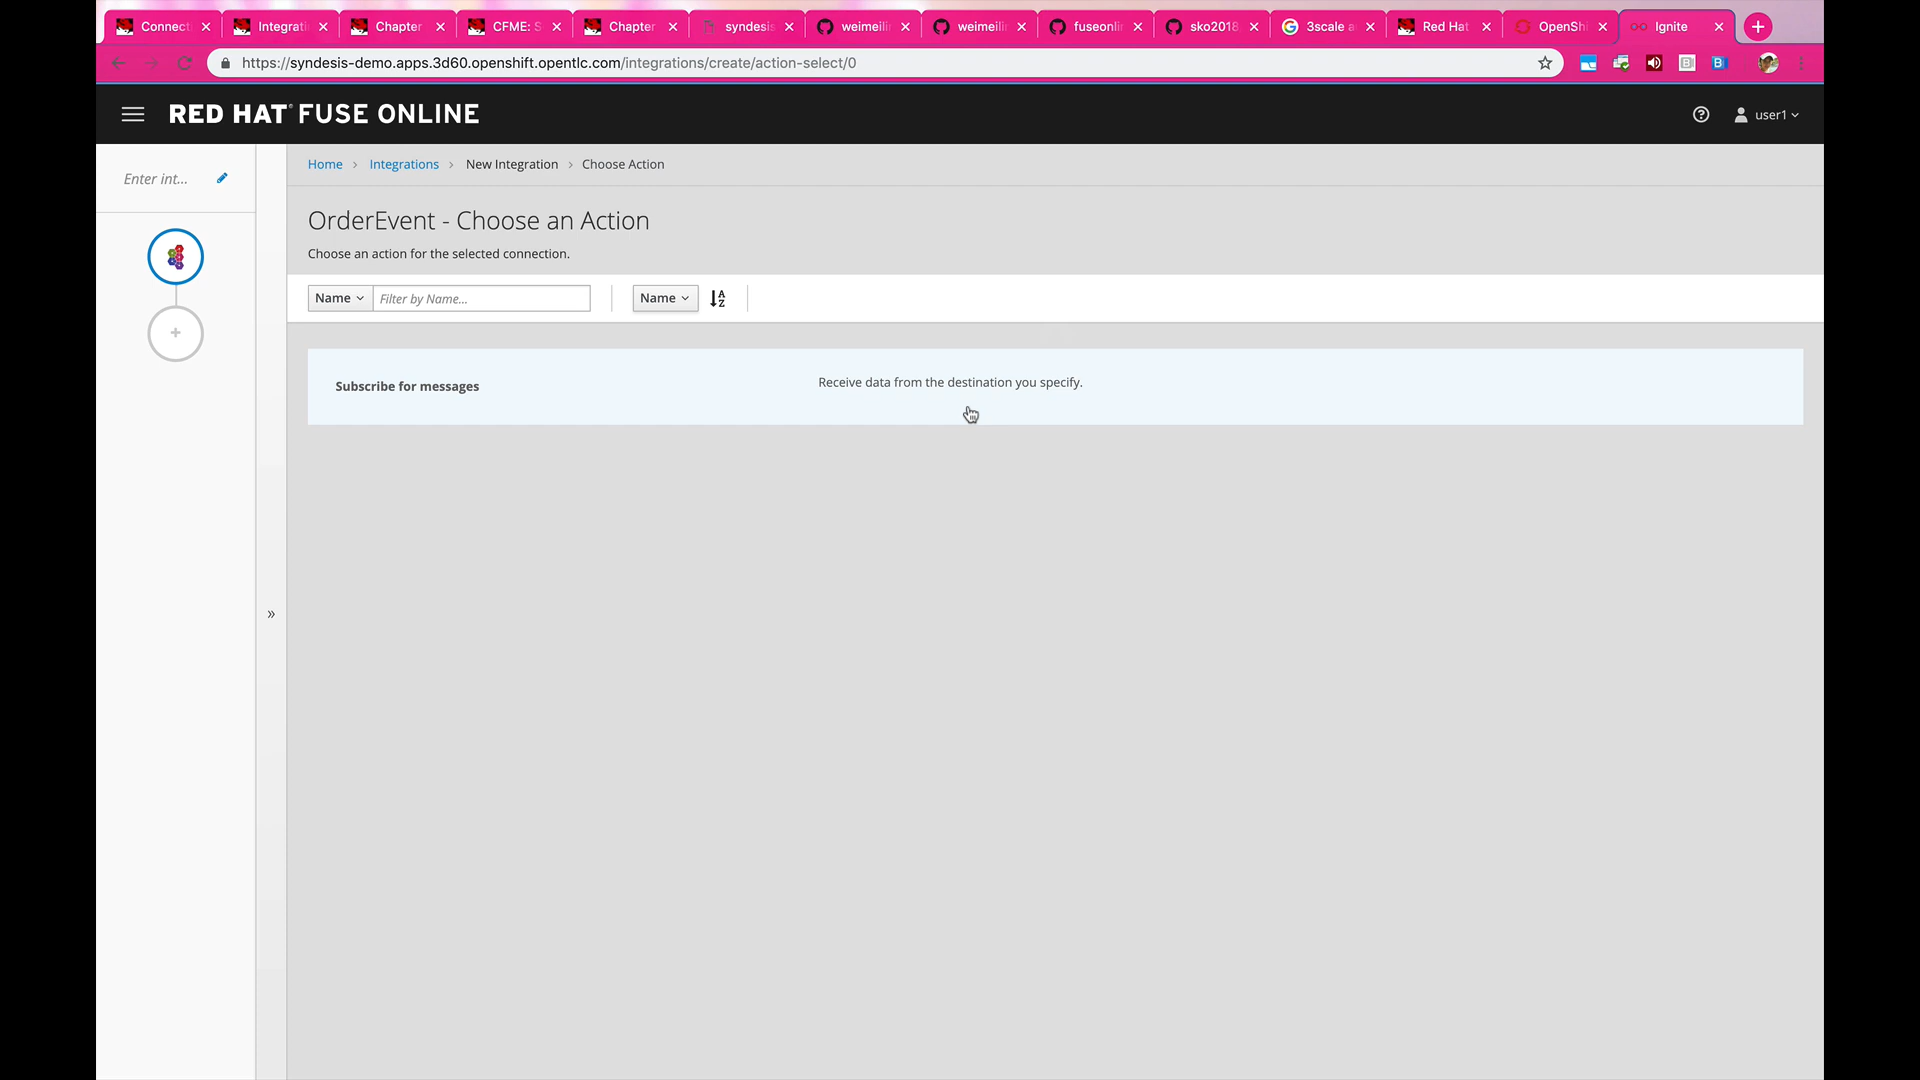 Connect Integrati Chapter CFME: S Chapter syndesis weimeilin weimeilin fuseonlin sko2018 3scale a Red Hat OpenShi Ignite
https://syndesis-demo.apps.3d60.openshift.opentlc.com/integrations/create/action-select/0
RED HAT® FUSE ONLINE
user1
Enter int...
Home > Integrations > New Integration > Choose Action
OrderEvent - Choose an Action
Choose an action for the selected connection.
Name Filter by Name... Name
Subscribe for messages Receive data from the destination you specify.
»